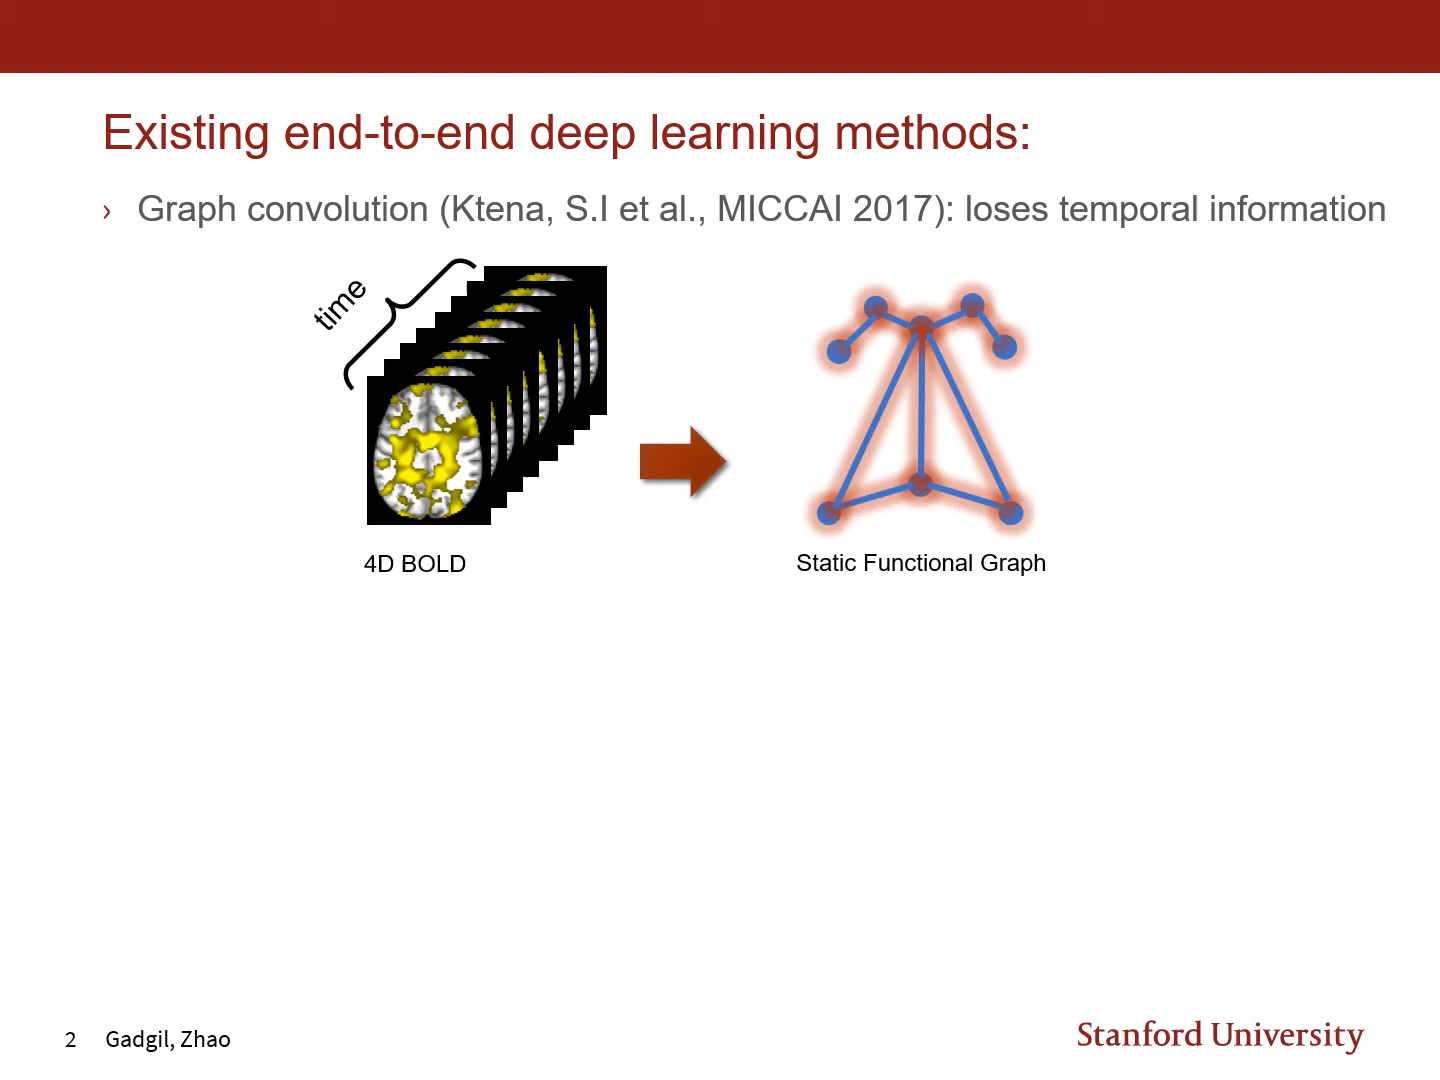 Existing end-to-end deep learning methods:
› Graph convolution (Ktena, S.I et al., MICCAI 2017): loses temporal information
time
4D BOLD
Static Functional Graph
2 Gadgil, Zhao
Stanford University